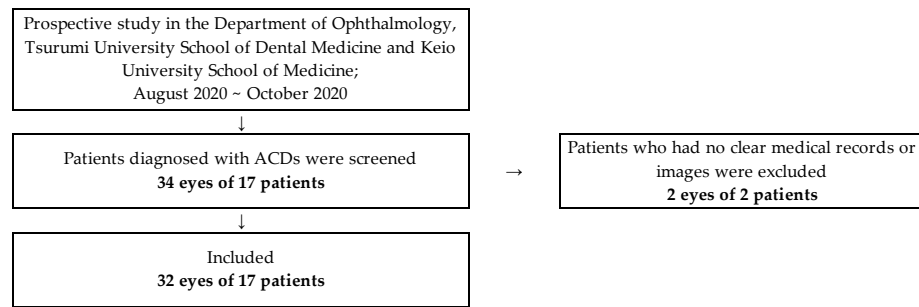 Prospective study in the Department of Ophthalmology,
Tsurumi University School of Dental Medicine and Keio
University School of Medicine;
August 2020 ~ October 2020
↓
Patients diagnosed with ACDs were screened
34 eyes of 17 patients
→
Patients who had no clear medical records or
images were excluded
2 eyes of 2 patients
↓
Included
32 eyes of 17 patients